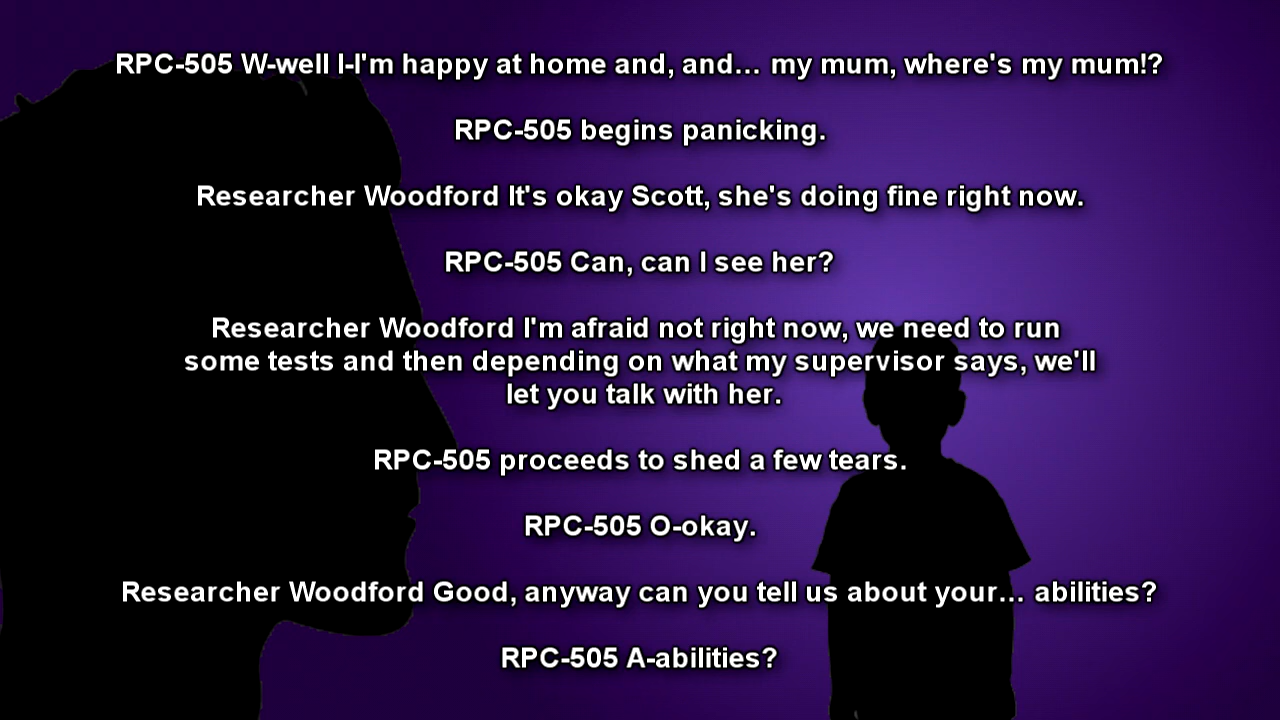 RPC-505 W-well I-I'm happy at home and, and... my mum, where's my mum!?
RPC-505 begins panicking.
Researcher Woodford It's okay Scott, she's doing fine right now.
RPC-505 Can, can I see her?
Researcher Woodford I'm afraid not right now, we need to run
some tests and then depending on what my supervisor says, we'll
let you talk with her.
RPC-505 proceeds to shed a few tears.
RPC-505 O-okay.
Researcher Woodford Good, anyway can you tell us about your... abilities?
RPC-505 A-abilities?